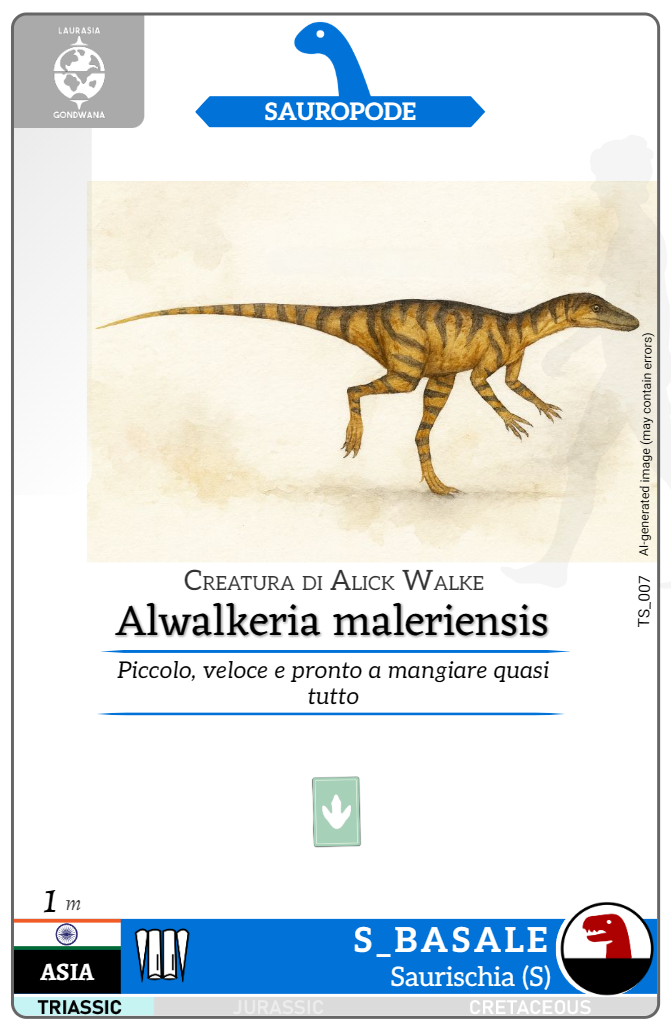 LAURASIA
GONDWANA
SAUROPODE
AI-generated image (may contain errors)
TS_007
Creatura di Alick Walke
Alwalkeria maleriensis
Piccolo, veloce e pronto a mangiare quasi
tutto
1 m
ASIA
S_BASALE
Saurischia (S)
TRIASSIC
JURASSIC
CRETACEOUS